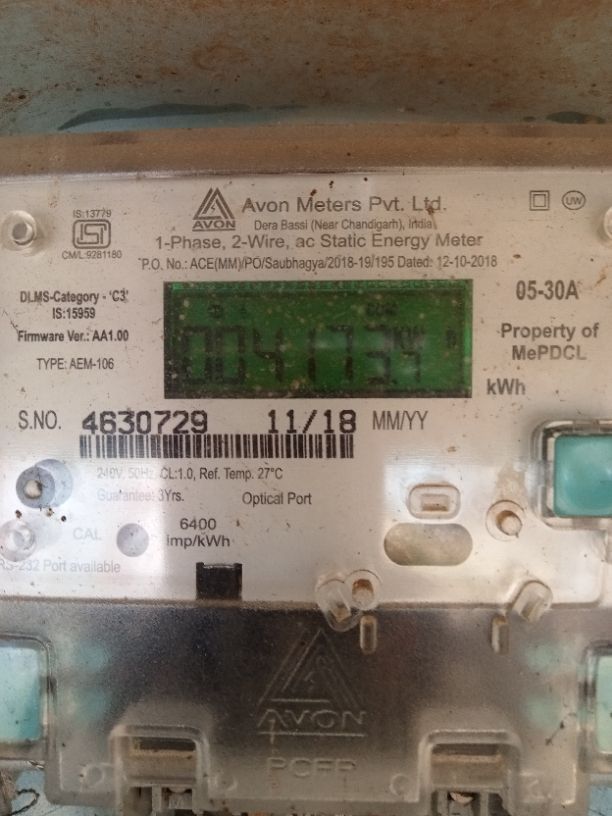 IS:13779
ISI
CM/L:9281180
AVON
Avon Meters Pvt. Ltd.
Dera Bassi (Near Chandigarh), India
UW
1-Phase, 2-Wire, ac Static Energy Meter
P.O. No.: ACE(MM)/PO/Saubhagya/2018-19/195 Dated: 12-10-2018
DLMS-Category - 'C3'
IS:15959
Firmware Ver.: AA1.00
TYPE: AEM-106
05-30A
Property of
MePDCL
kWh
S.NO. 4630729 11/18 MM/YY
240V, 50Hz, CL:1.0, Ref. Temp. 27°C
Guarantee: 3Yrs. Optical Port
CAL
6400
imp/kWh
RS-232 Port available
AVON